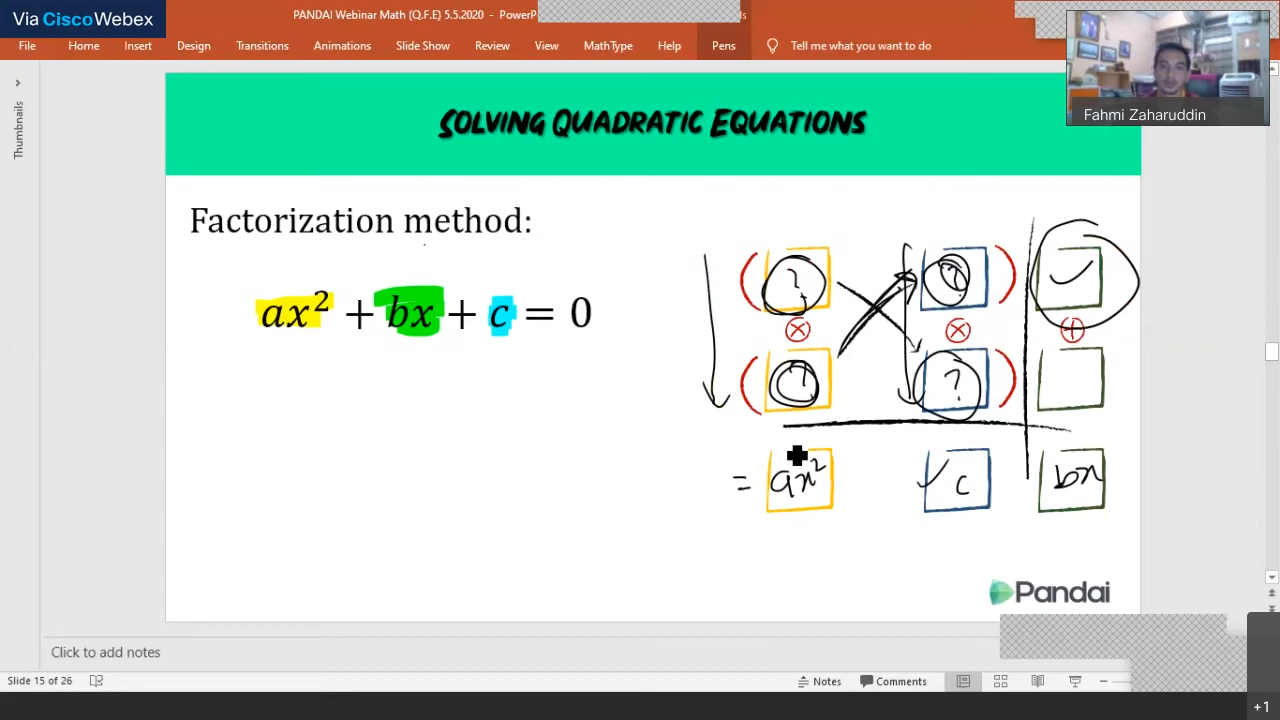 Via Cisco Webex
PANDAI Webinar Math (Q.F.E) 5.5.2020 - PowerP
File Home Insert Design Transitions Animations Slide Show Review View MathType Help Pens Tell me what you want to do
Fahmi Zaharuddin
Thumbnails
SOLVING QUADRATIC EQUATIONS
Factorization method:
ax² + bx + c = 0
( ? ? ) ✓
⊗ ⊗ ⊕
( ? ? )
= ax² ✓ c bx
Pandai
Click to add notes
Slide 15 of 26 Notes Comments
+1